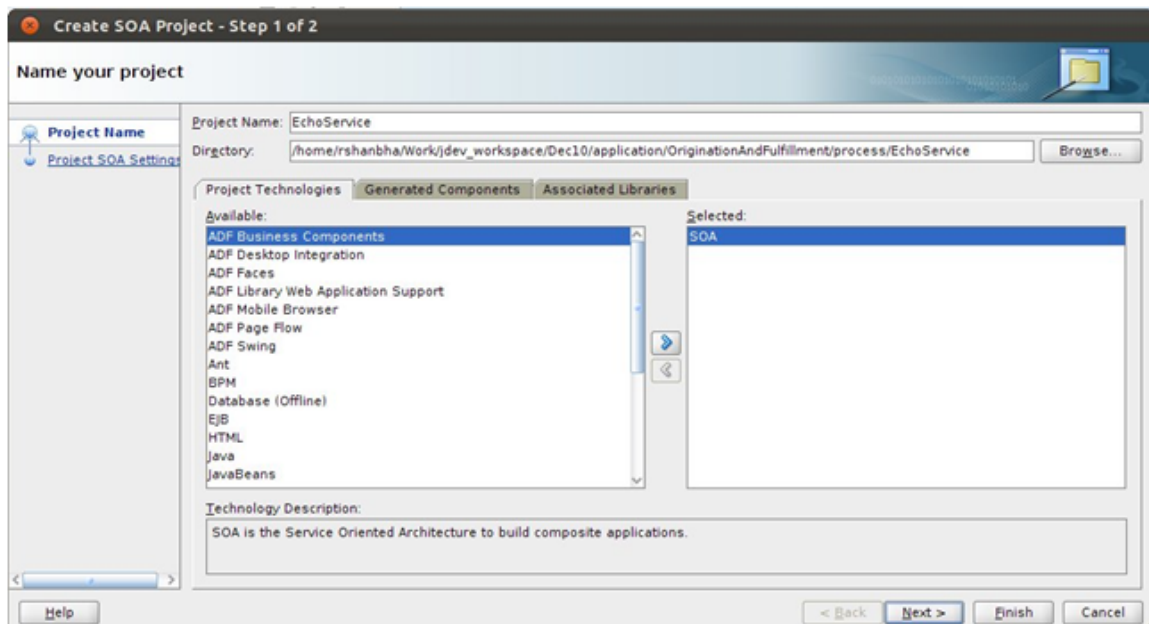 Create SOA Project - Step 1 of 2
Name your project
Project Name
Project SOA Settings
Project Name: EchoService
Directory: /home/rshanbha/Work/jdev_workspace/Dec10/application/OriginationAndFulfillment/process/EchoService Browse...
Project Technologies Generated Components Associated Libraries
Available:
ADF Business Components
ADF Desktop Integration
ADF Faces
ADF Library Web Application Support
ADF Mobile Browser
ADF Page Flow
ADF Swing
Ant
BPM
Database (Offline)
EJB
HTML
Java
JavaBeans
Selected:
SOA
Technology Description:
SOA is the Service Oriented Architecture to build composite applications.
Help < Back Next > Finish Cancel